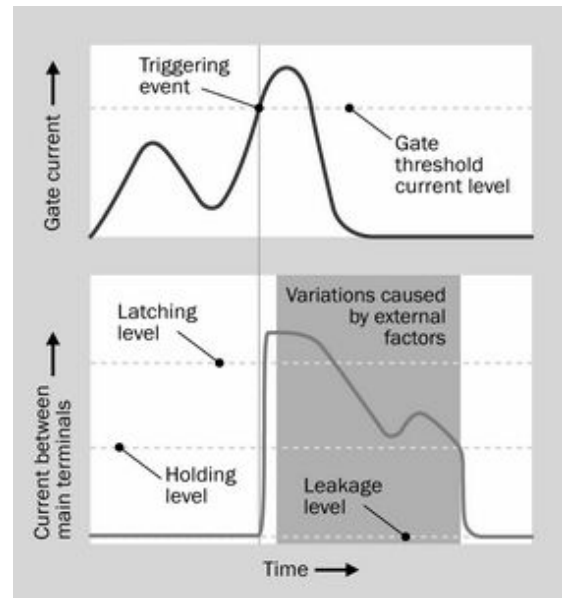 Gate current
Triggering
event
Gate
threshold
current level
Current between
main terminals
Latching
level
Variations caused
by external
factors
Holding
level
Leakage
level
Time